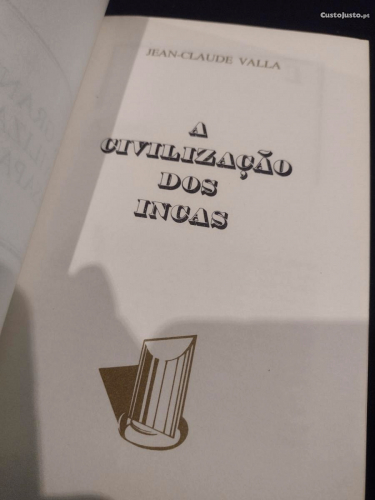 CustoJusto.pt
JEAN-CLAUDE VALLA
A
CIVILIZAÇÃO
DOS
INCAS